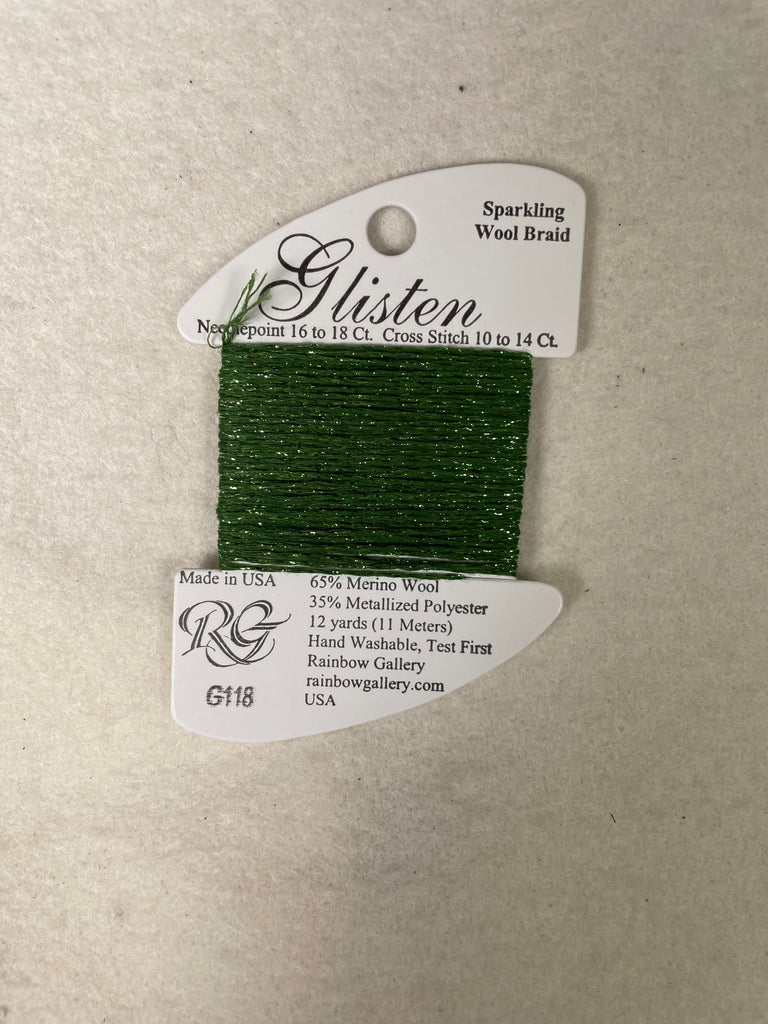 Sparkling
Wool Braid
Glisten
Needlepoint 16 to 18 Ct. Cross Stitch 10 to 14 Ct.
Made in USA
RG
G118
65% Merino Wool
35% Metallized Polyester
12 yards (11 Meters)
Hand Washable, Test First
Rainbow Gallery
rainbowgallery.com
USA